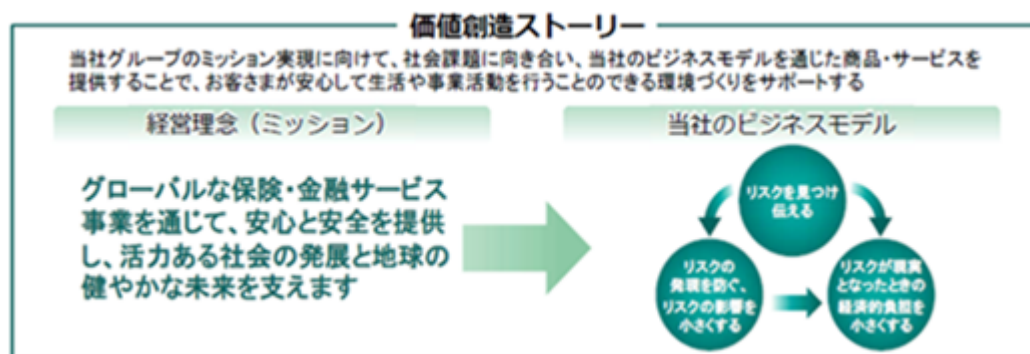 価値創造ストーリー
当社グループのミッション実現に向けて、社会課題に向き合い、当社のビジネスモデルを通じた商品・サービスを
提供することで、お客さまが安心して生活や事業活動を行うことのできる環境づくりをサポートする
経営理念（ミッション）
グローバルな保険・金融サービス
事業を通じて、安心と安全を提供
し、活力ある社会の発展と地球の
健やかな未来を支えます
当社のビジネスモデル
リスクを見つけ
伝える
リスクの
発現を防ぐ、
リスクの影響を
小さくする
リスクが現実
となったときの
経済的負担を
小さくする